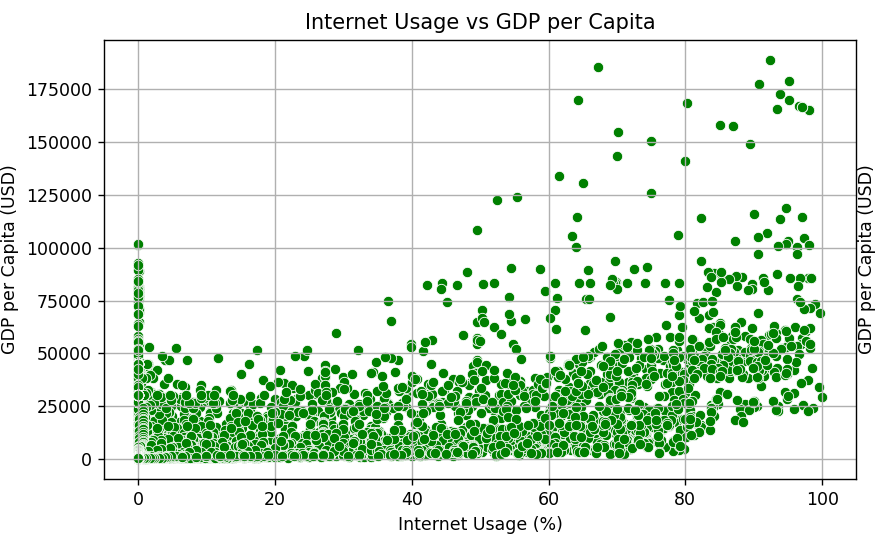 Internet Usage vs GDP per Capita
GDP per Capita (USD)
175000
150000
125000
100000
75000
50000
25000
0
0 20 40 60 80 100
Internet Usage (%)
GDP per Capita (USD)